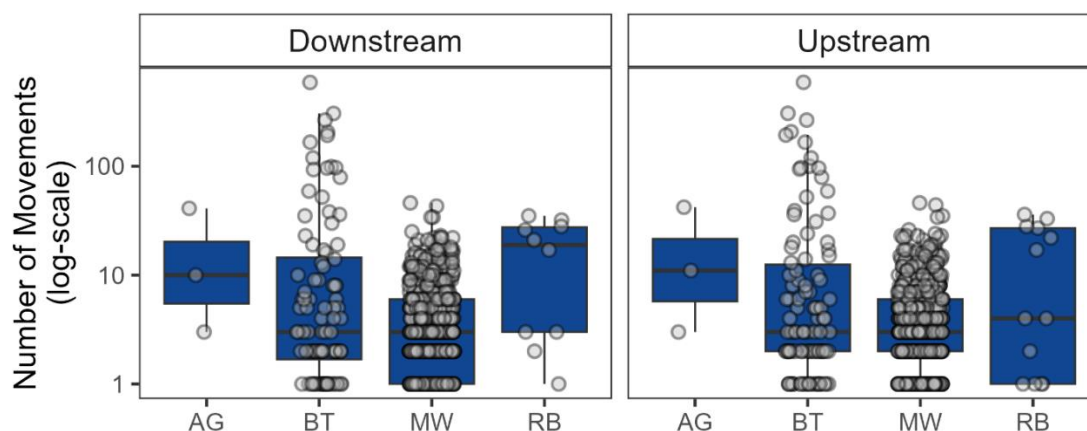 Downstream
Upstream
Number of Movements
(log-scale)
100
10
1
AG BT MW RB
AG BT MW RB